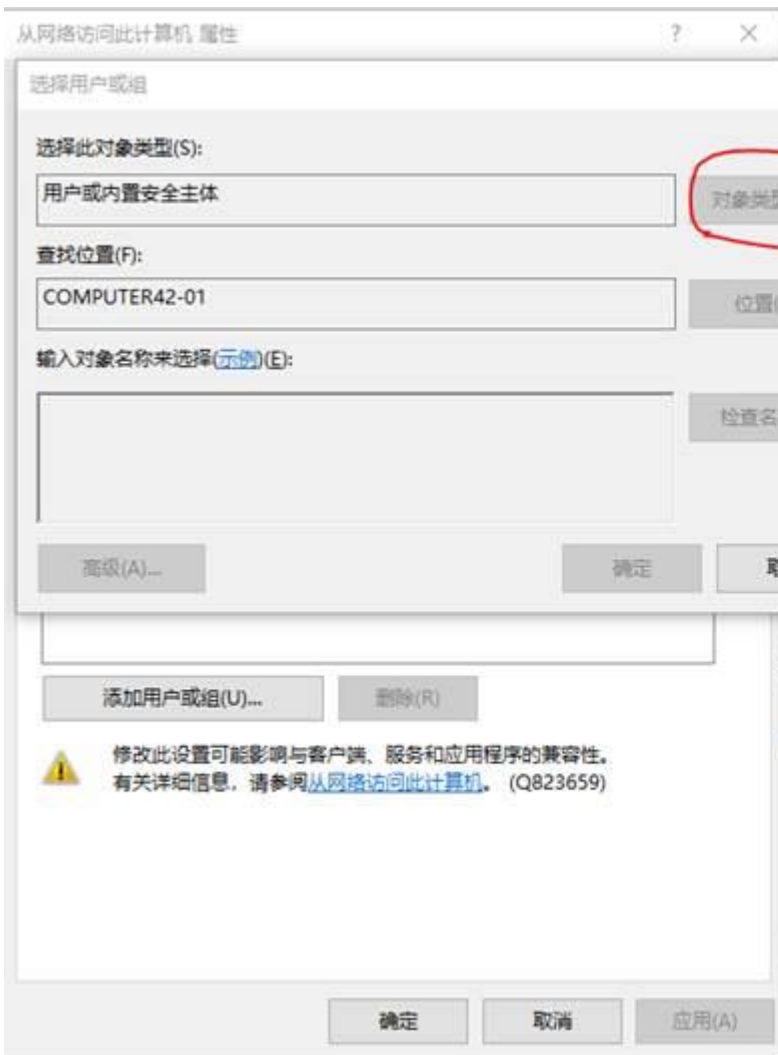 从网络访问此计算机 属性
选择用户或组
选择此对象类型(S):
用户或内置安全主体
对象类型
查找位置(F):
COMPUTER42-01
位置(
输入对象名称来选择(示例)(E):
检查名
高级(A)...
确定
取
添加用户或组(U)...
删除(R)
修改此设置可能影响与客户端、服务和应用程序的兼容性。
有关详细信息，请参阅从网络访问此计算机。 (Q823659)
确定
取消
应用(A)